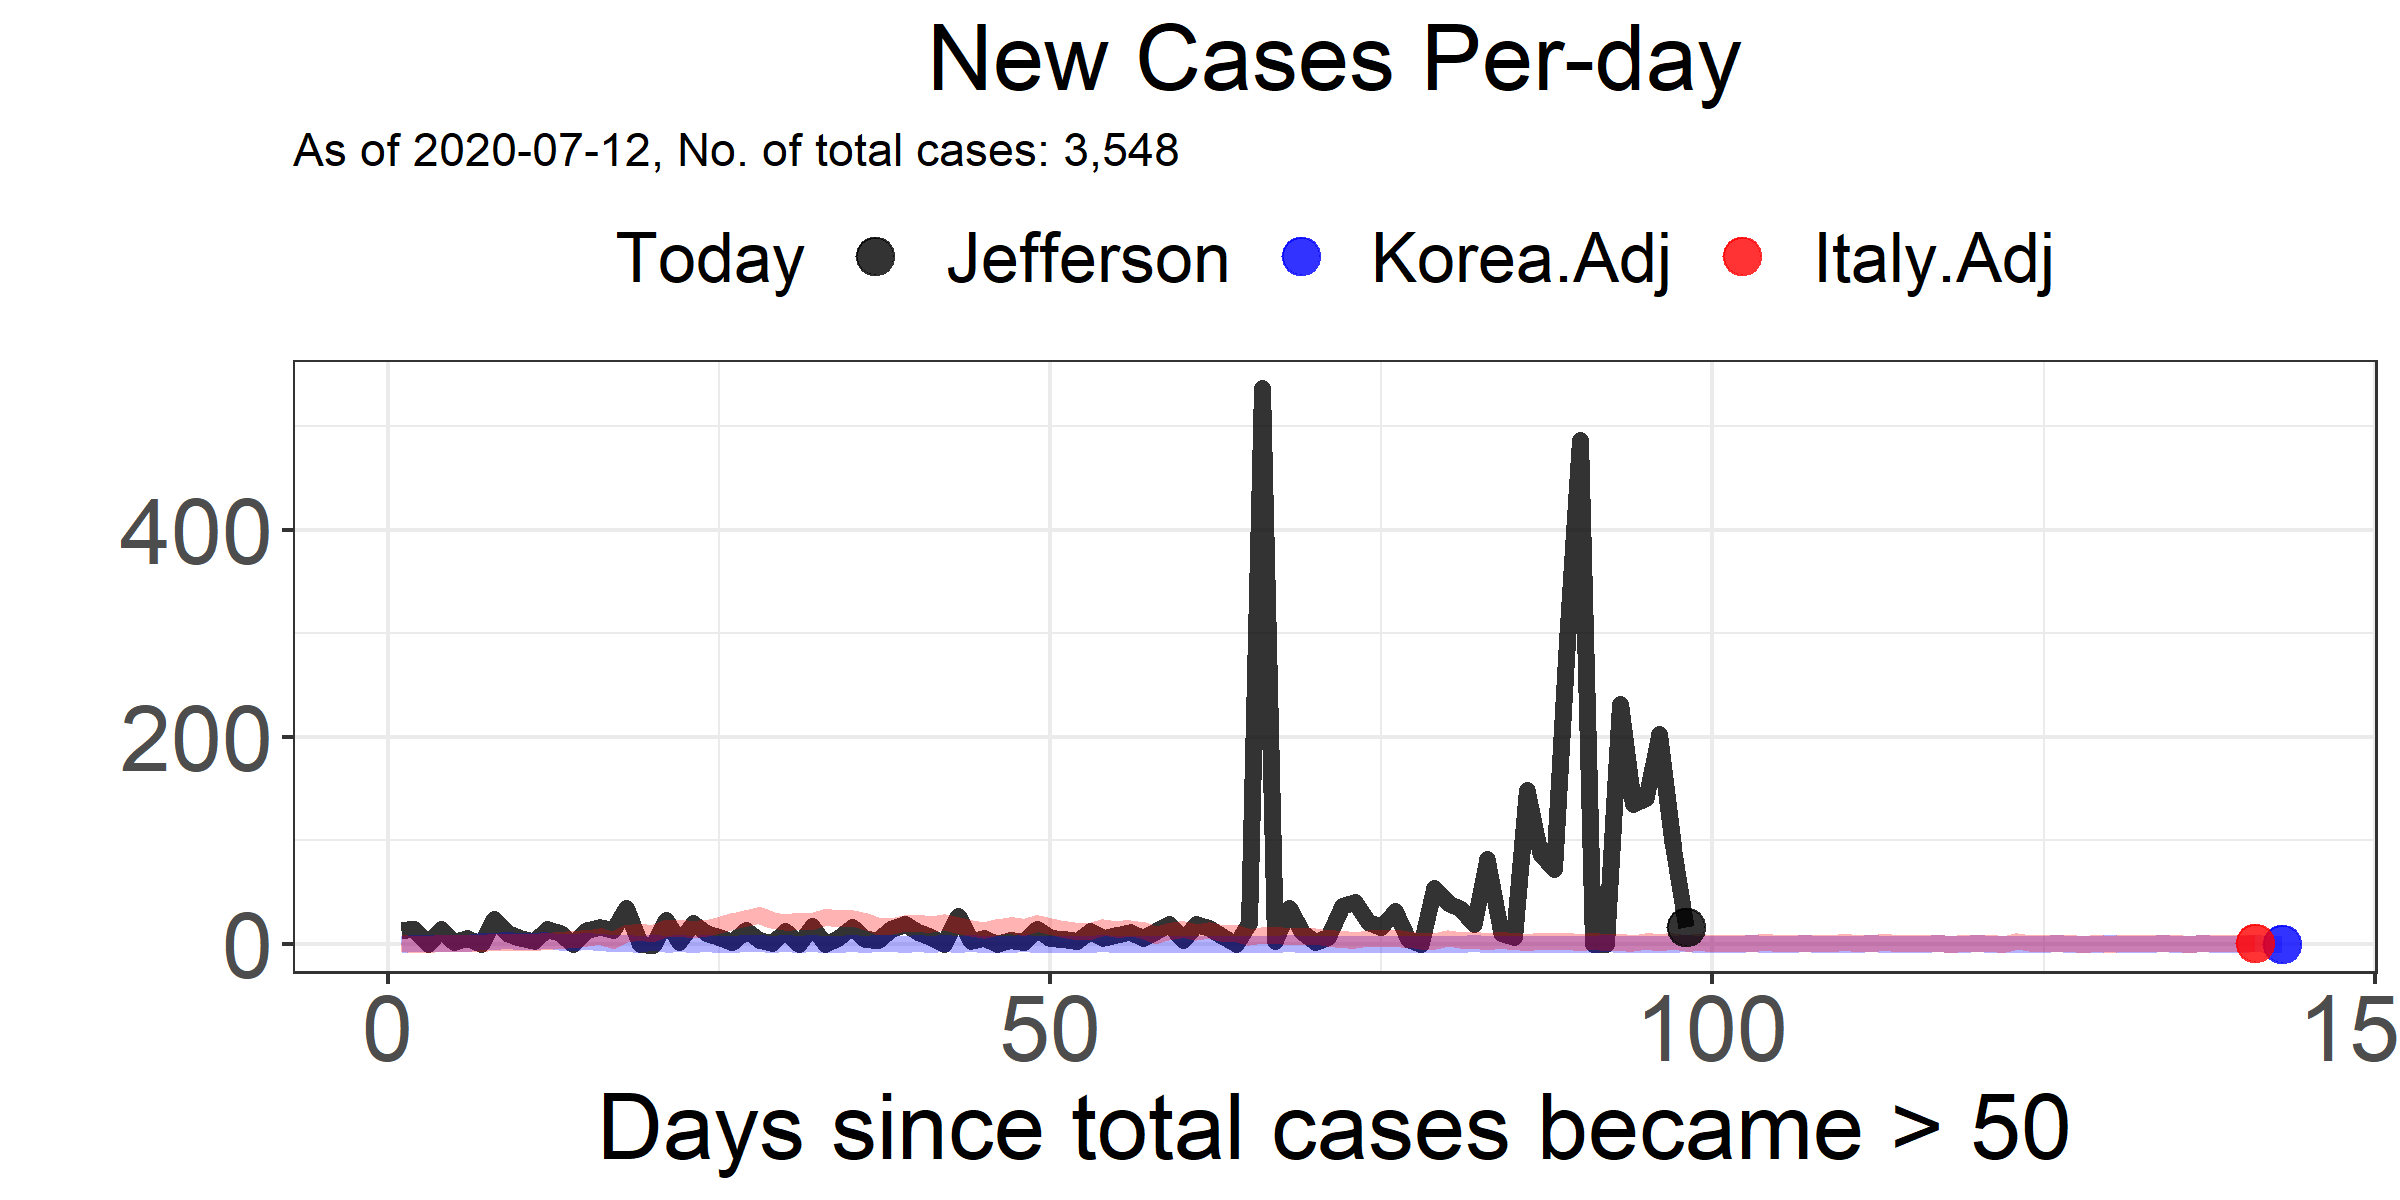 New Cases Per-day
As of 2020-07-12, No. of total cases: 3,548
Today Jefferson Korea.Adj Italy.Adj
400
200
0
0 50 100 15
Days since total cases became > 50